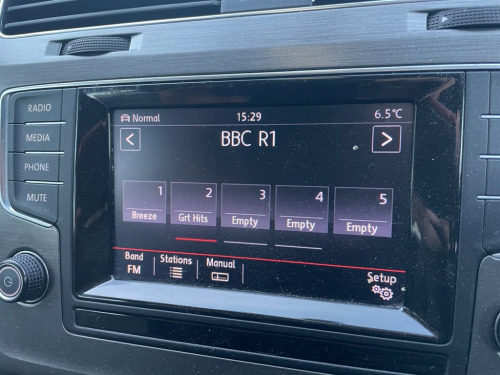 RADIO
MEDIA
PHONE
MUTE
Normal 15:29 6.5°C
< BBC R1 >
1 2 3 4 5
Breeze Grt Hits Empty Empty Empty
Band Stations Manual Setup
FM